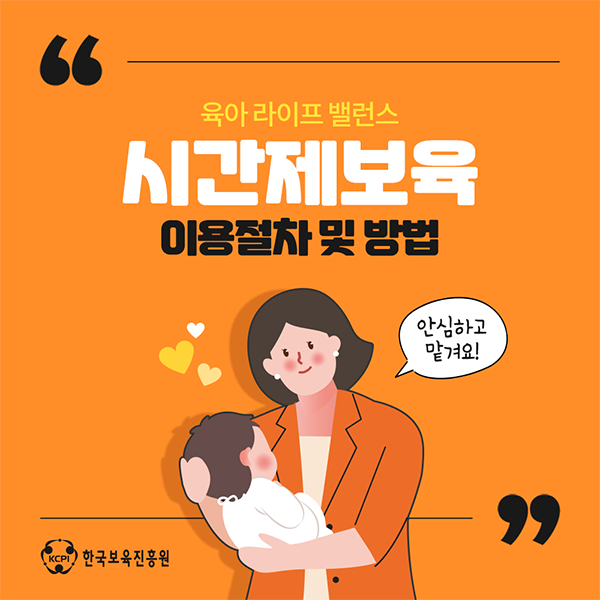 육아 라이프 밸런스
시간제보육
이용절차 및 방법
안심하고
맡겨요!
KCPI 한국보육진흥원